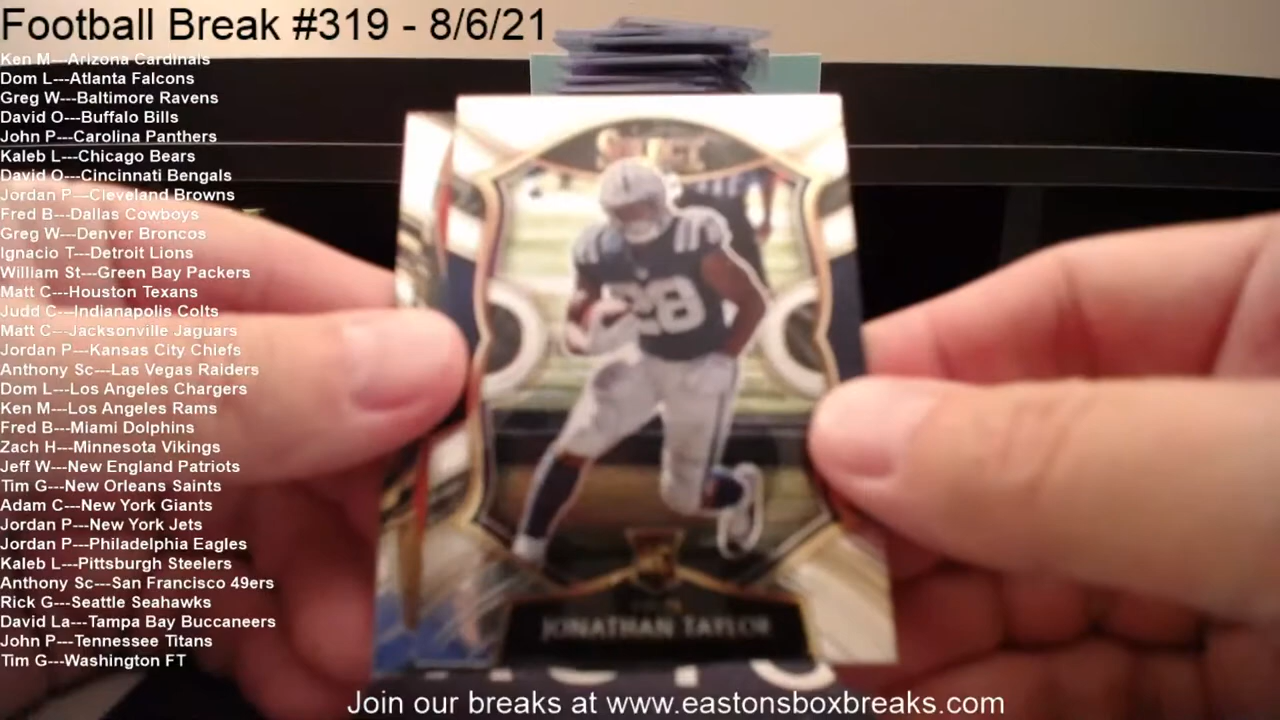 Football Break #319 - 8/6/21
Ken M---Arizona Cardinals
Dom L---Atlanta Falcons
Greg W---Baltimore Ravens
David O---Buffalo Bills
John P---Carolina Panthers
Kaleb L---Chicago Bears
David O---Cincinnati Bengals
Jordan P---Cleveland Browns
Fred B---Dallas Cowboys
Greg W---Denver Broncos
Ignacio T---Detroit Lions
William St---Green Bay Packers
Matt C---Houston Texans
Judd C---Indianapolis Colts
Matt C---Jacksonville Jaguars
Jordan P---Kansas City Chiefs
Anthony Sc---Las Vegas Raiders
Dom L---Los Angeles Chargers
Ken M---Los Angeles Rams
Fred B---Miami Dolphins
Zach H---Minnesota Vikings
Jeff W---New England Patriots
Tim G---New Orleans Saints
Adam C---New York Giants
Jordan P---New York Jets
Jordan P---Philadelphia Eagles
Kaleb L---Pittsburgh Steelers
Anthony Sc---San Francisco 49ers
Rick G---Seattle Seahawks
David La---Tampa Bay Buccaneers
John P---Tennessee Titans
Tim G---Washington FT
SELECT
28
JONATHAN TAYLOR
Join our breaks at www.eastonsboxbreaks.com